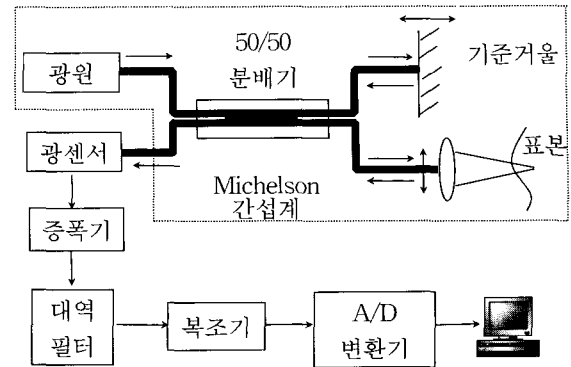 50/50
분배기
광원
기준거울
광센서
표본
Michelson
간섭계
증폭기
대역
필터
복조기
A/D
변환기